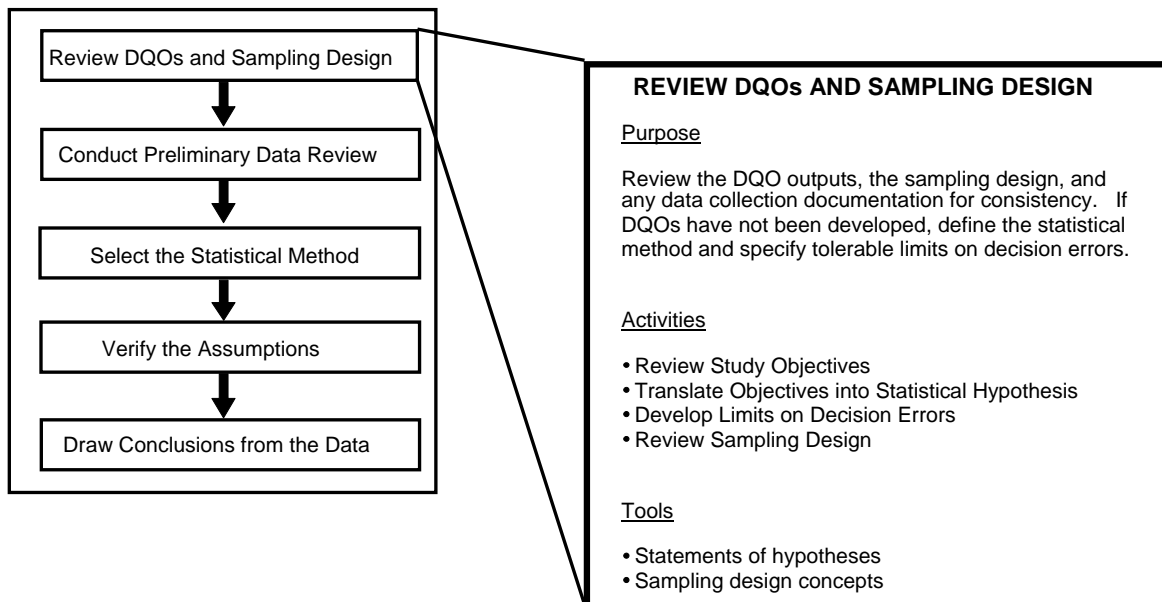 Review DQOs and Sampling Design
Conduct Preliminary Data Review
Select the Statistical Method
Verify the Assumptions
Draw Conclusions from the Data
REVIEW DQOs AND SAMPLING DESIGN
Purpose
Review the DQO outputs, the sampling design, and
any data collection documentation for consistency. If
DQOs have not been developed, define the statistical
method and specify tolerable limits on decision errors.
Activities
• Review Study Objectives
• Translate Objectives into Statistical Hypothesis
• Develop Limits on Decision Errors
• Review Sampling Design
Tools
• Statements of hypotheses
• Sampling design concepts